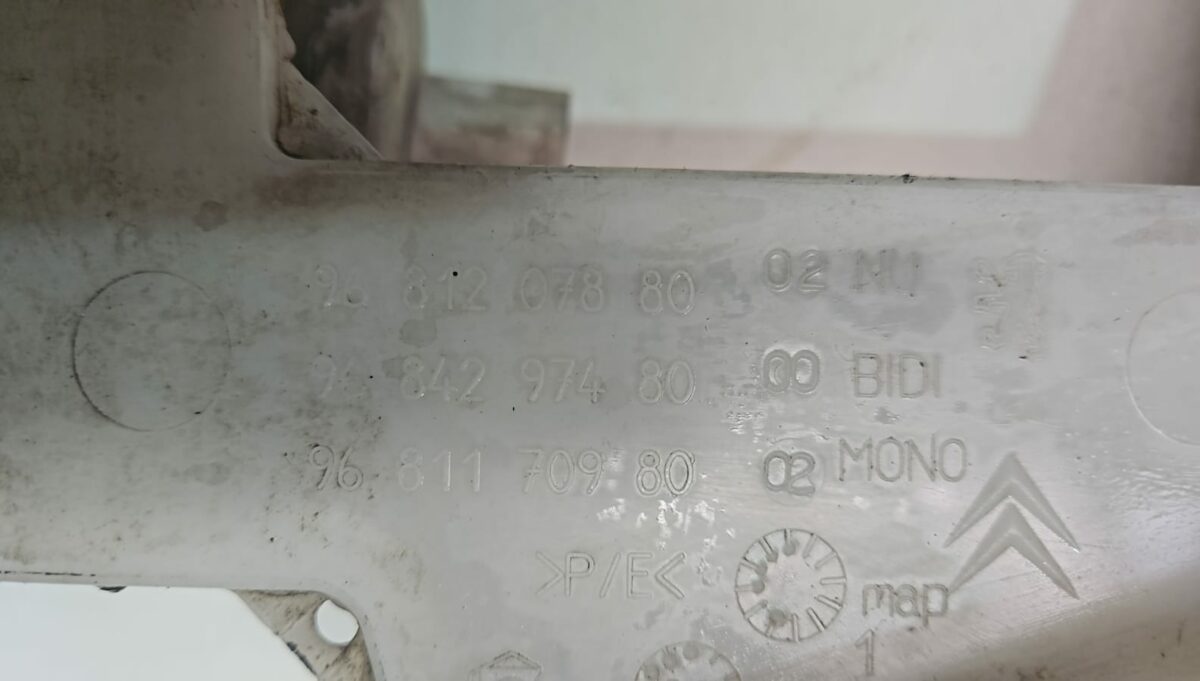 96 812 078 80 02 NU
96 842 974 80 00 BIDI
96 811 709 80 02 MONO
>P/E<
map
1